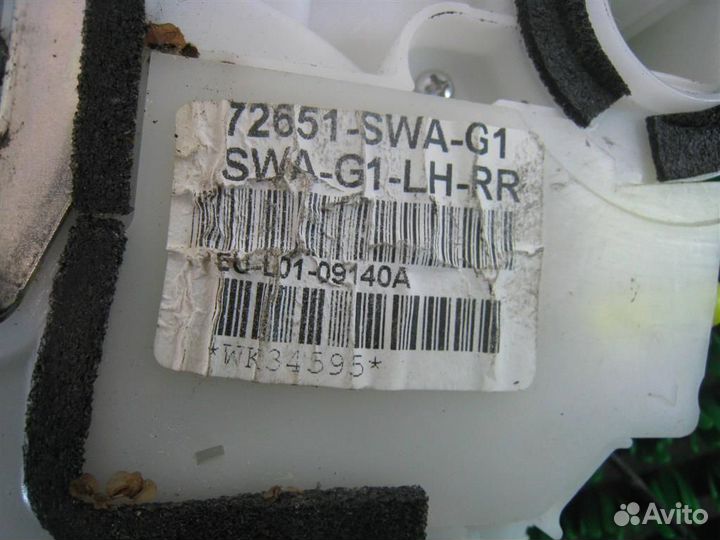 72651-SWA-G1
SWA-G1-LH-RR
EU-L01-09140A
*WK34595*
Avito